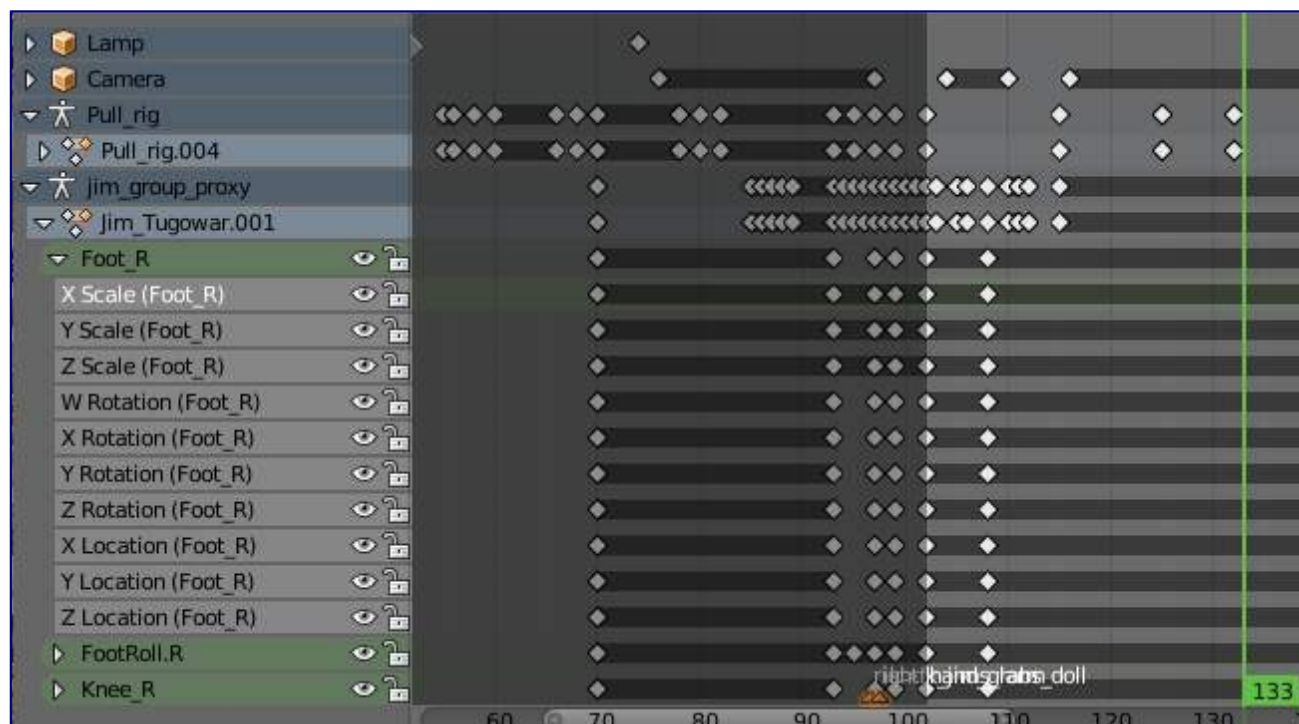 Lamp
Camera
Pull_rig
Pull_rig.004
jim_group_proxy
Jim_Tugowar.001
Foot_R
X Scale (Foot_R)
Y Scale (Foot_R)
Z Scale (Foot_R)
W Rotation (Foot_R)
X Rotation (Foot_R)
Y Rotation (Foot_R)
Z Rotation (Foot_R)
X Location (Foot_R)
Y Location (Foot_R)
Z Location (Foot_R)
FootRoll.R
Knee_R
133
60 70 80 90 100 110 120 130